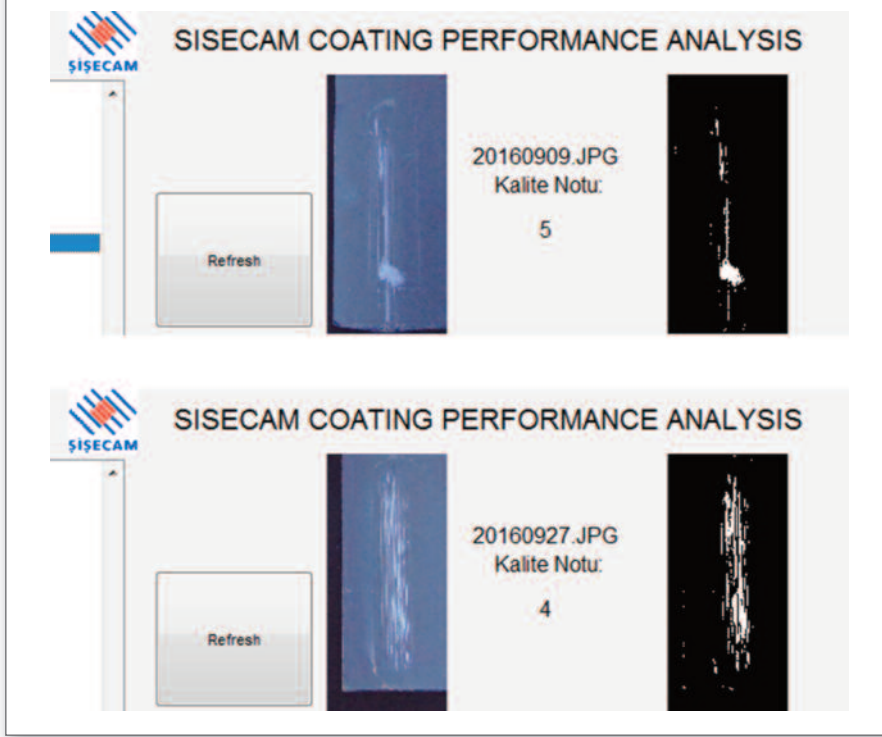 ŞİŞECAM
SISECAM COATING PERFORMANCE ANALYSIS
20160909.JPG
Kalite Notu:
5
Refresh
ŞİŞECAM
SISECAM COATING PERFORMANCE ANALYSIS
20160927.JPG
Kalite Notu:
4
Refresh